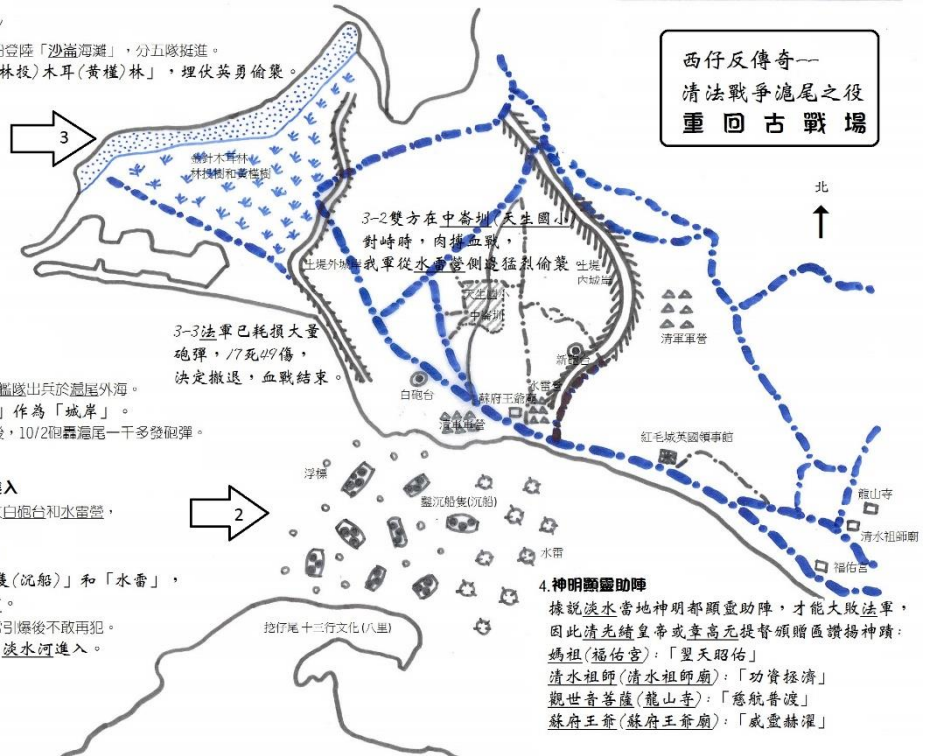 西仔反傳奇──
清法戰爭滬尾之役
重回古戰場
北
登陸「沙崙海灘」，分五隊挺進。
林投)木耳(黃槿)林」，埋伏英勇偷襲。
3
林投樹和黃槿樹
3-2雙方在中崙圳(天生國小)
對峙時，肉搏血戰，
我軍從水雷營側邊猛烈偷襲
土堤外城岸
土堤
內城岸
天生國小
中崙圳
清軍軍營
3-3法軍已耗損大量
砲彈，17死49傷，
決定撤退，血戰結束。
新砲台
白砲台
水雷營
蘇府王爺廟
清軍軍營
紅毛城英國領事館
艦隊出兵於滬尾外海。
」作為「城岸」。
後，10/2砲轟滬尾一千多發砲彈。
龍山寺
清水祖師廟
福佑宮
浮標
鑿沉船隻(沉船)
水雷
進入
白砲台和水雷營，
2
隻(沉船)」和「水雷」，
引爆後不敢再犯。
淡水河進入。
挖仔尾 十三行文化(八里)
4.神明顯靈助陣
據說淡水當地神明都顯靈助陣，才能大敗法軍，
因此清光緒皇帝或章高元提督頒贈匾讚揚神蹟：
媽祖(福佑宮)：「翌天昭佑」
清水祖師(清水祖師廟)：「功資拯濟」
觀世音菩薩(龍山寺)：「慈航普渡」
蘇府王爺(蘇府王爺廟)：「威靈赫濯」